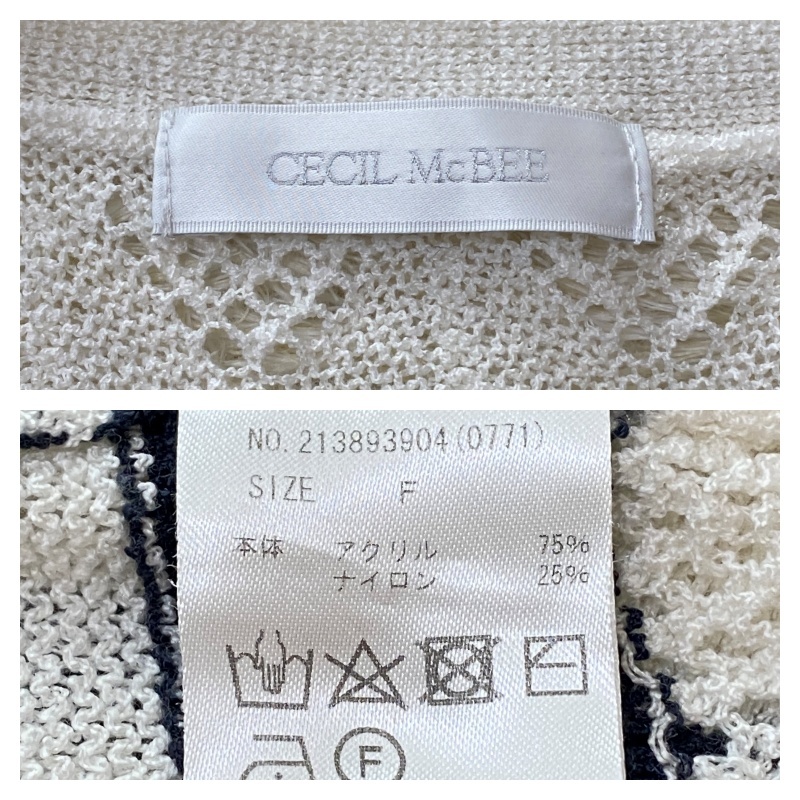 CECIL McBEE
NO. 213893904(0771)
SIZE F
本体 アクリル 75%
ナイロン 25%
F